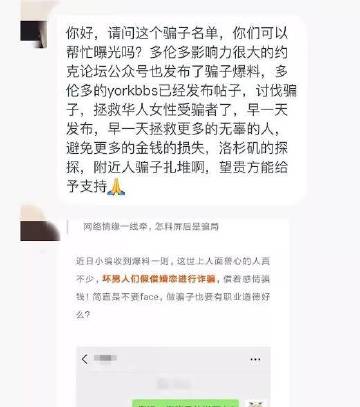 你好，请问这个骗子名单，你们可以
帮忙曝光吗？多伦多影响力很大的约
克论坛公众号也发布了骗子爆料，多
伦多的yorkbbs已经发布帖子，讨伐骗
子，拯救华人女性受骗者了，早一天
发布，早一天拯救更多的无辜的人，
避免更多的金钱的损失，洛杉矶的探
探，附近人骗子扎堆啊，望贵方能给
予支持🙏
网络情缘一线牵，怎料屏后是骗局
近日小编收到爆料一则，这世上人面兽心的人真
不少，坏男人们假借婚恋进行诈骗，借着感情骗
钱！简直是不要face，做骗子也要有职业道德好
么？